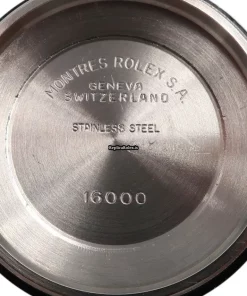 MONTRES ROLEX S.A.
GENEVA
SWITZERLAND
STAINLESS STEEL
16000